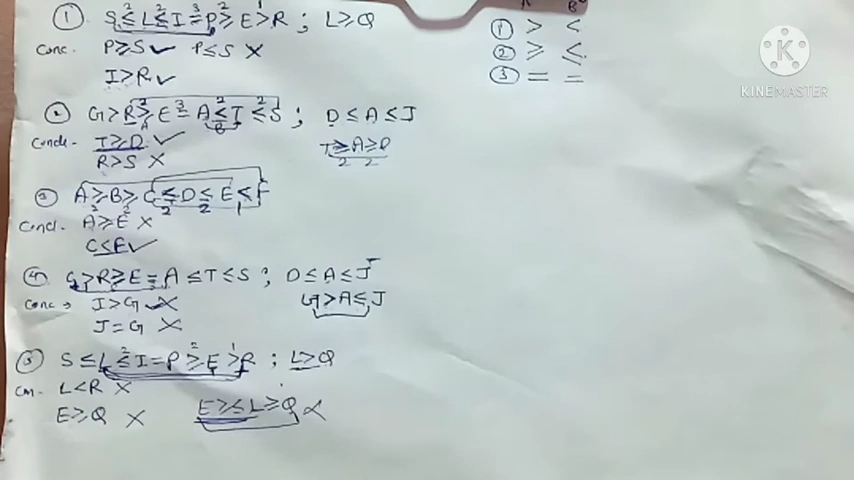 ① S ≤ L ≤ I = P ≥ E > R ; L ≥ Q
Conc. P ≥ S ✓ P ≤ S ✗
I > R ✓
② G > R ≥ E = A ≤ T ≤ S ; D ≤ A ≤ J
Concl. T ≥ D ✓
T ≥ A ≥ D
R > S ✗
③ A ≥ B ≥ C ≤ D ≤ E < F
Concl. A ≥ E ✗
C ≤ E ✓
④ G > R ≥ E = A ≤ T ≤ S ; D ≤ A ≤ J
Conc → I > G ✗ G > A ≤ J
J = G ✗
⑤ S ≤ L ≤ I = P ≥ E > R ; L > Q
Con. L < R ✗
E ≥ Q ✗ E ≥ ≤ L ≥ Q
① > <
② ≥ ≤
③ = =
K
KINEMASTER